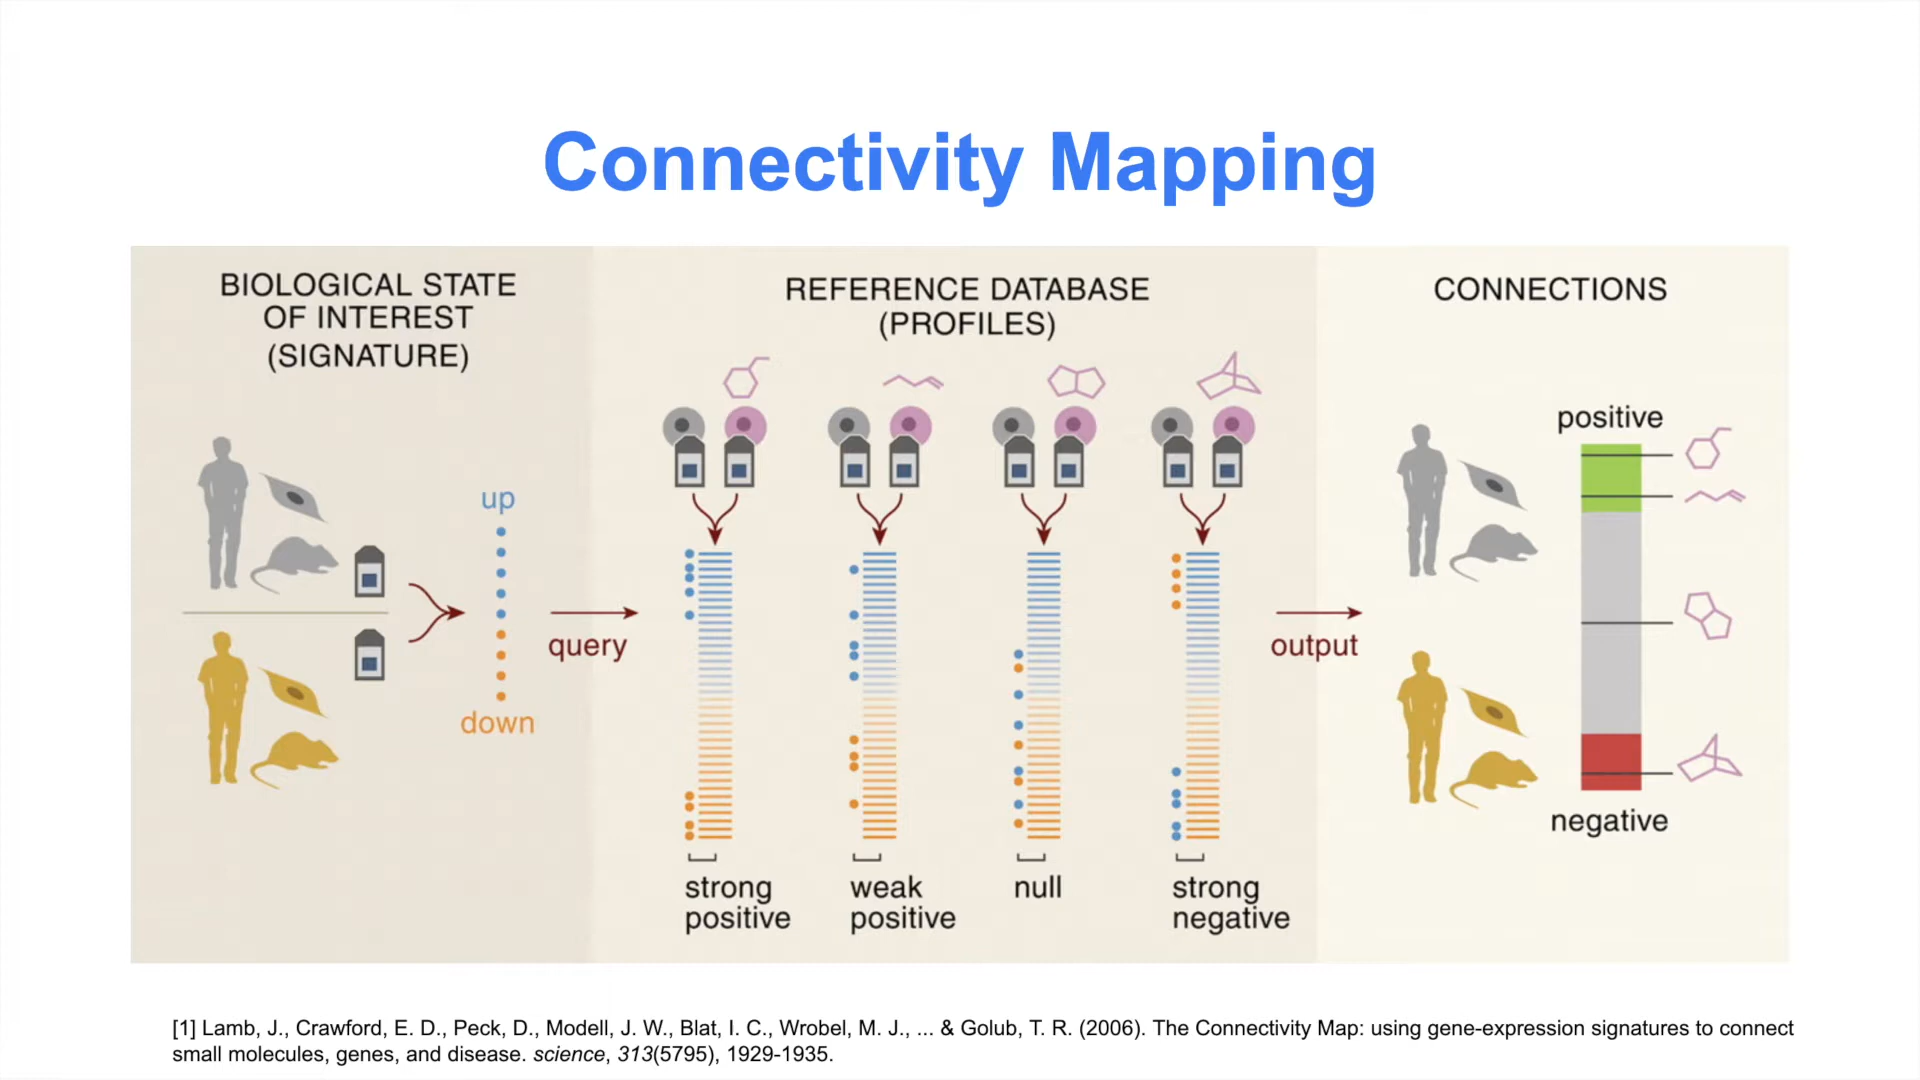 Connectivity Mapping
BIOLOGICAL STATE
OF INTEREST
(SIGNATURE)
up
down
query
REFERENCE DATABASE
(PROFILES)
strong
positive
weak
positive
null
strong
negative
output
CONNECTIONS
positive
negative
[1] Lamb, J., Crawford, E. D., Peck, D., Modell, J. W., Blat, I. C., Wrobel, M. J., ... & Golub, T. R. (2006). The Connectivity Map: using gene-expression signatures to connect
small molecules, genes, and disease. science, 313(5795), 1929-1935.